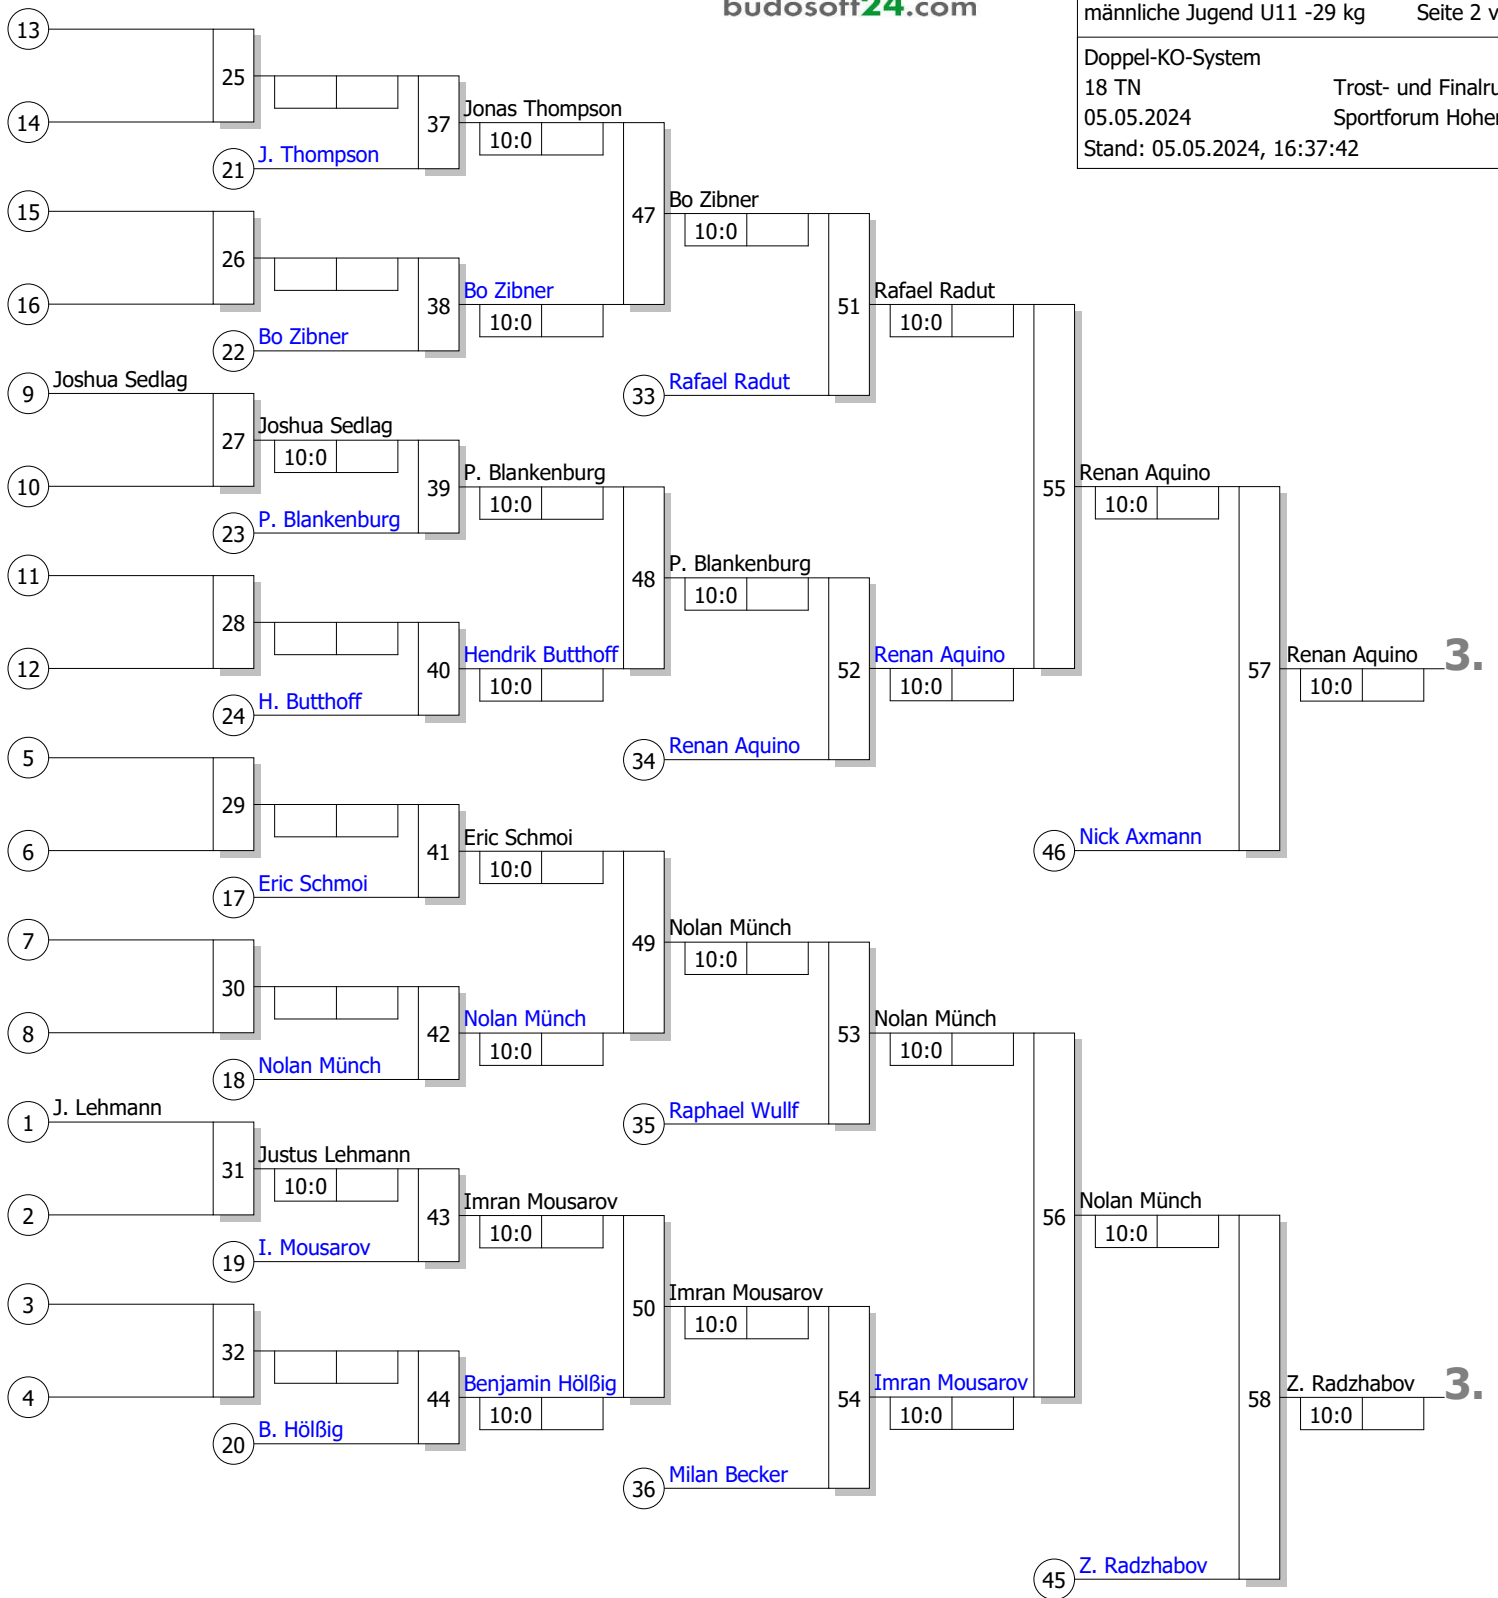 budosoff24.com
männliche Jugend U11 -29 kg Seite 2 v
Doppel-KO-System
18 TN Trost- und Finalru
05.05.2024 Sportforum Hoher
Stand: 05.05.2024, 16:37:42
13
25
14
37
Jonas Thompson
10:0
21 J. Thompson
15
47
Bo Zibner
10:0
26
16
38
Bo Zibner
10:0
22 Bo Zibner
51
Rafael Radut
10:0
33 Rafael Radut
9 Joshua Sedlag
27
Joshua Sedlag
10:0
10
39
P. Blankenburg
10:0
23 P. Blankenburg
55
Renan Aquino
10:0
11
48
P. Blankenburg
10:0
28
12
40
Hendrik Butthoff
10:0
24 H. Butthoff
52
Renan Aquino
10:0
34 Renan Aquino
57
Renan Aquino 3.
10:0
46 Nick Axmann
5
29
6
41
Eric Schmoi
10:0
17 Eric Schmoi
7
49
Nolan Münch
10:0
30
8
42
Nolan Münch
10:0
18 Nolan Münch
53
Nolan Münch
10:0
35 Raphael Wullf
1 J. Lehmann
31
Justus Lehmann
10:0
2
43
Imran Mousarov
10:0
19 I. Mousarov
56
Nolan Münch
10:0
3
50
Imran Mousarov
10:0
32
4
44
Benjamin Hölßig
10:0
20 B. Hölßig
54
Imran Mousarov
10:0
36 Milan Becker
58
Z. Radzhabov 3.
10:0
45 Z. Radzhabov